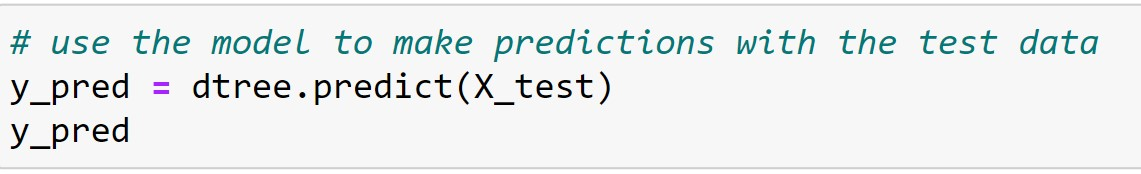 # use the model to make predictions with the test data
y_pred = dtree.predict(X_test)
y_pred